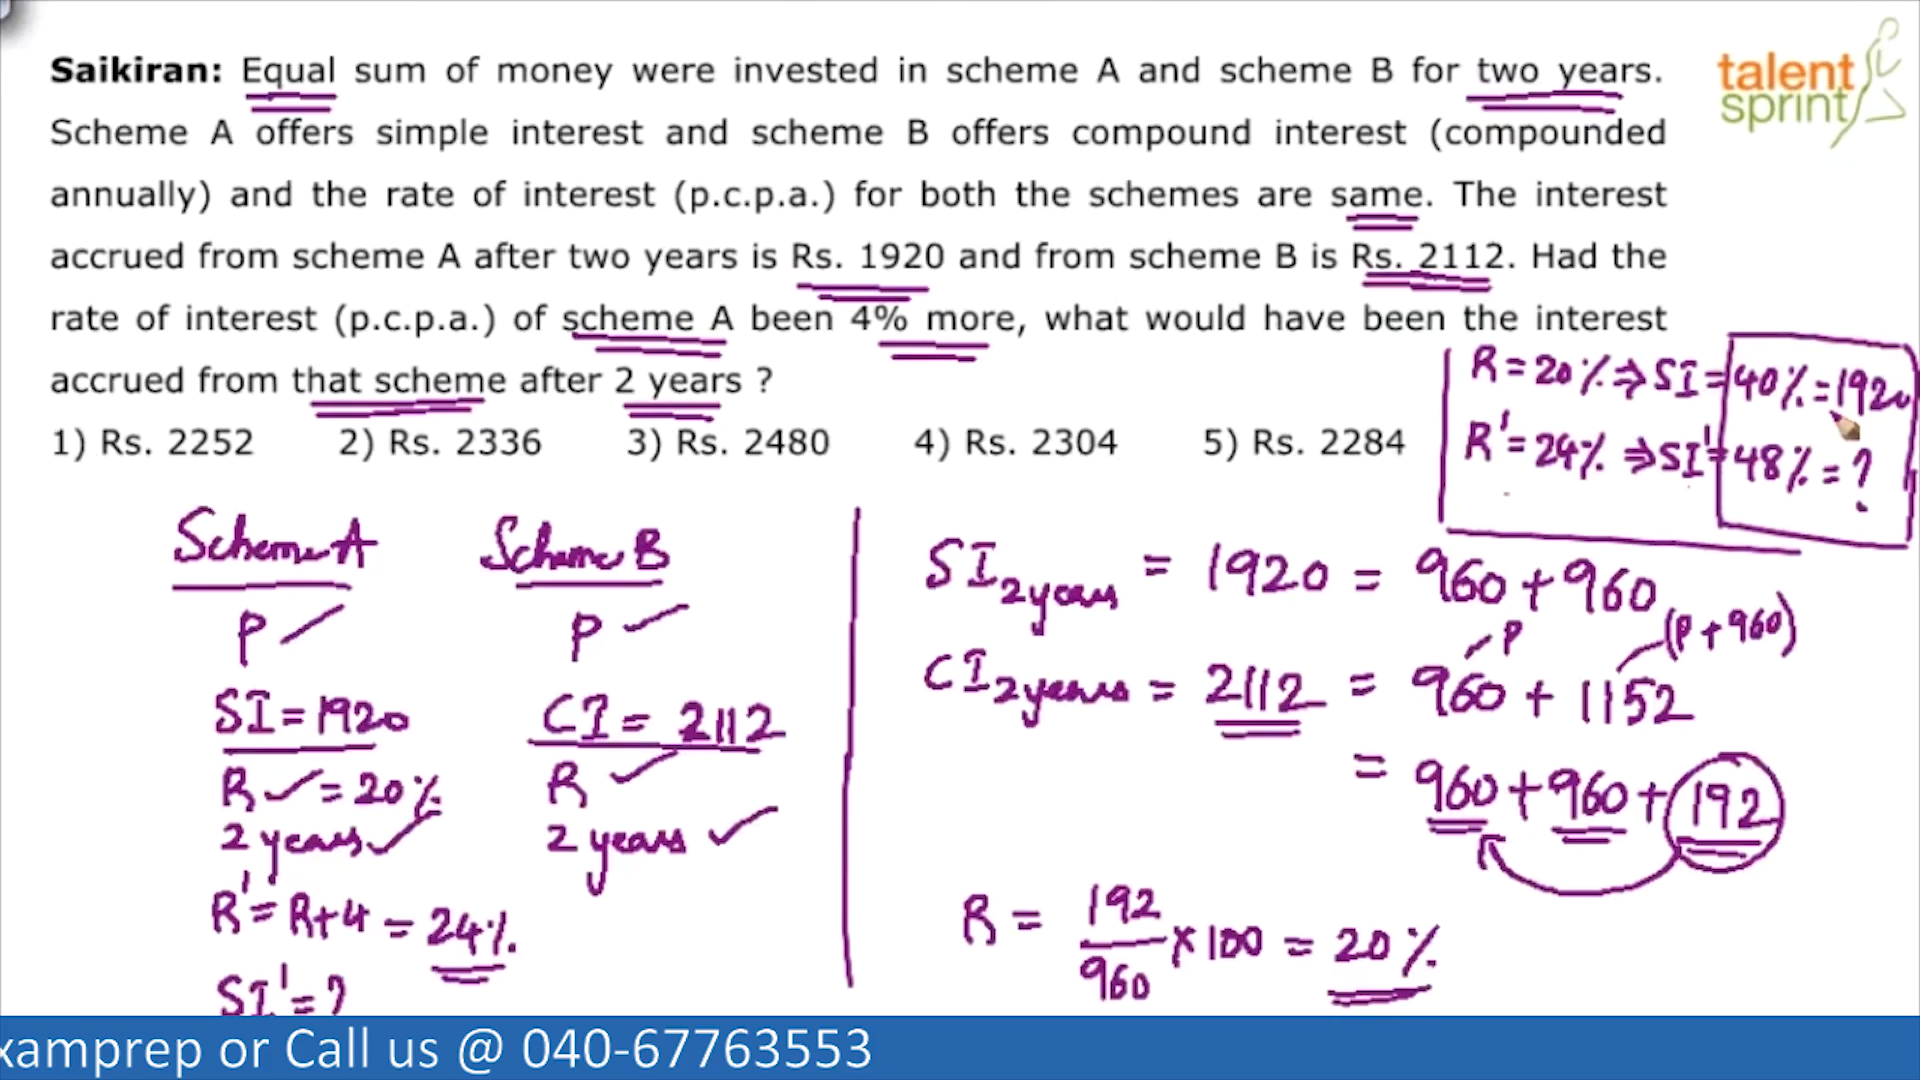 Saikiran: Equal sum of money were invested in scheme A and scheme B for two years.
Scheme A offers simple interest and scheme B offers compound interest (compounded
annually) and the rate of interest (p.c.p.a.) for both the schemes are same. The interest
accrued from scheme A after two years is Rs. 1920 and from scheme B is Rs. 2112. Had the
rate of interest (p.c.p.a.) of scheme A been 4% more, what would have been the interest
accrued from that scheme after 2 years ?
1) Rs. 2252 2) Rs. 2336 3) Rs. 2480 4) Rs. 2304 5) Rs. 2284
talent
sprint
R = 20% ⇒ SI = 40% = 1920
R' = 24% ⇒ SI' = 48% = ?
Scheme A
P
SI = 1920
R ✓ = 20%
2 years ✓
R' = R+4 = 24%.
SI' = ?
Scheme B
P ✓
CI = 2112
R ✓
2 years ✓
SI 2years = 1920 = 960 + 960
P (P + 960)
CI 2years = 2112 = 960 + 1152
= 960 + 960 + 192
R = 192/960 × 100 = 20%
xamprep or Call us @ 040-67763553